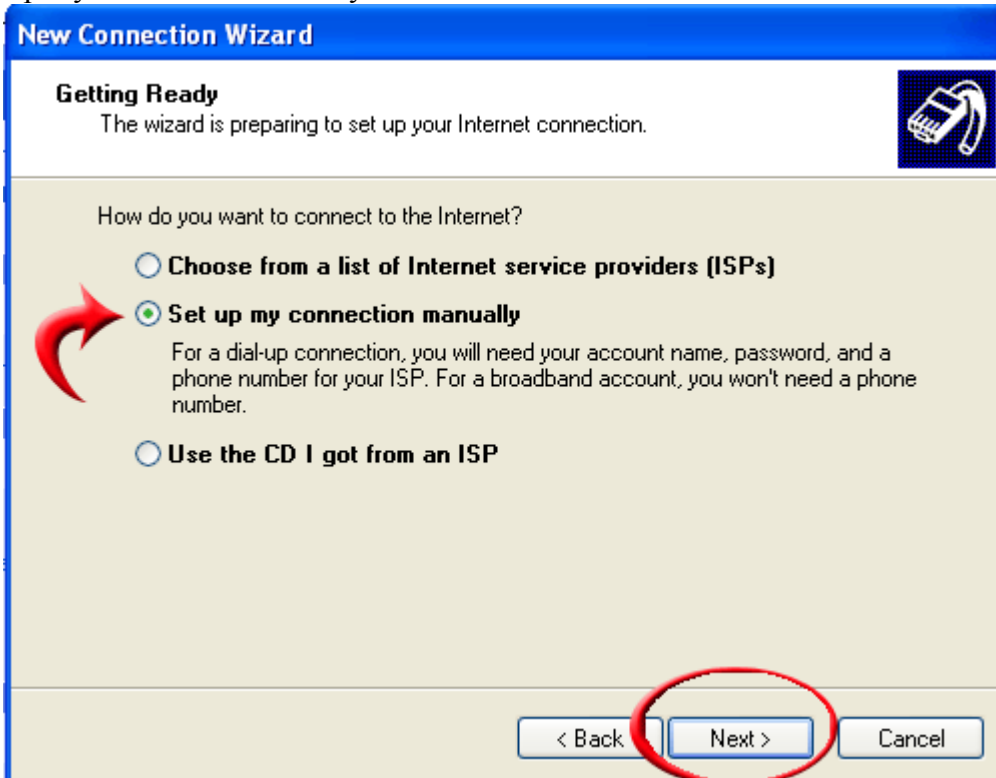 New Connection Wizard
Getting Ready
The wizard is preparing to set up your Internet connection.
How do you want to connect to the Internet?
Choose from a list of Internet service providers (ISPs)
Set up my connection manually
For a dial-up connection, you will need your account name, password, and a
phone number for your ISP. For a broadband account, you won't need a phone
number.
Use the CD I got from an ISP
< Back
Next >
Cancel